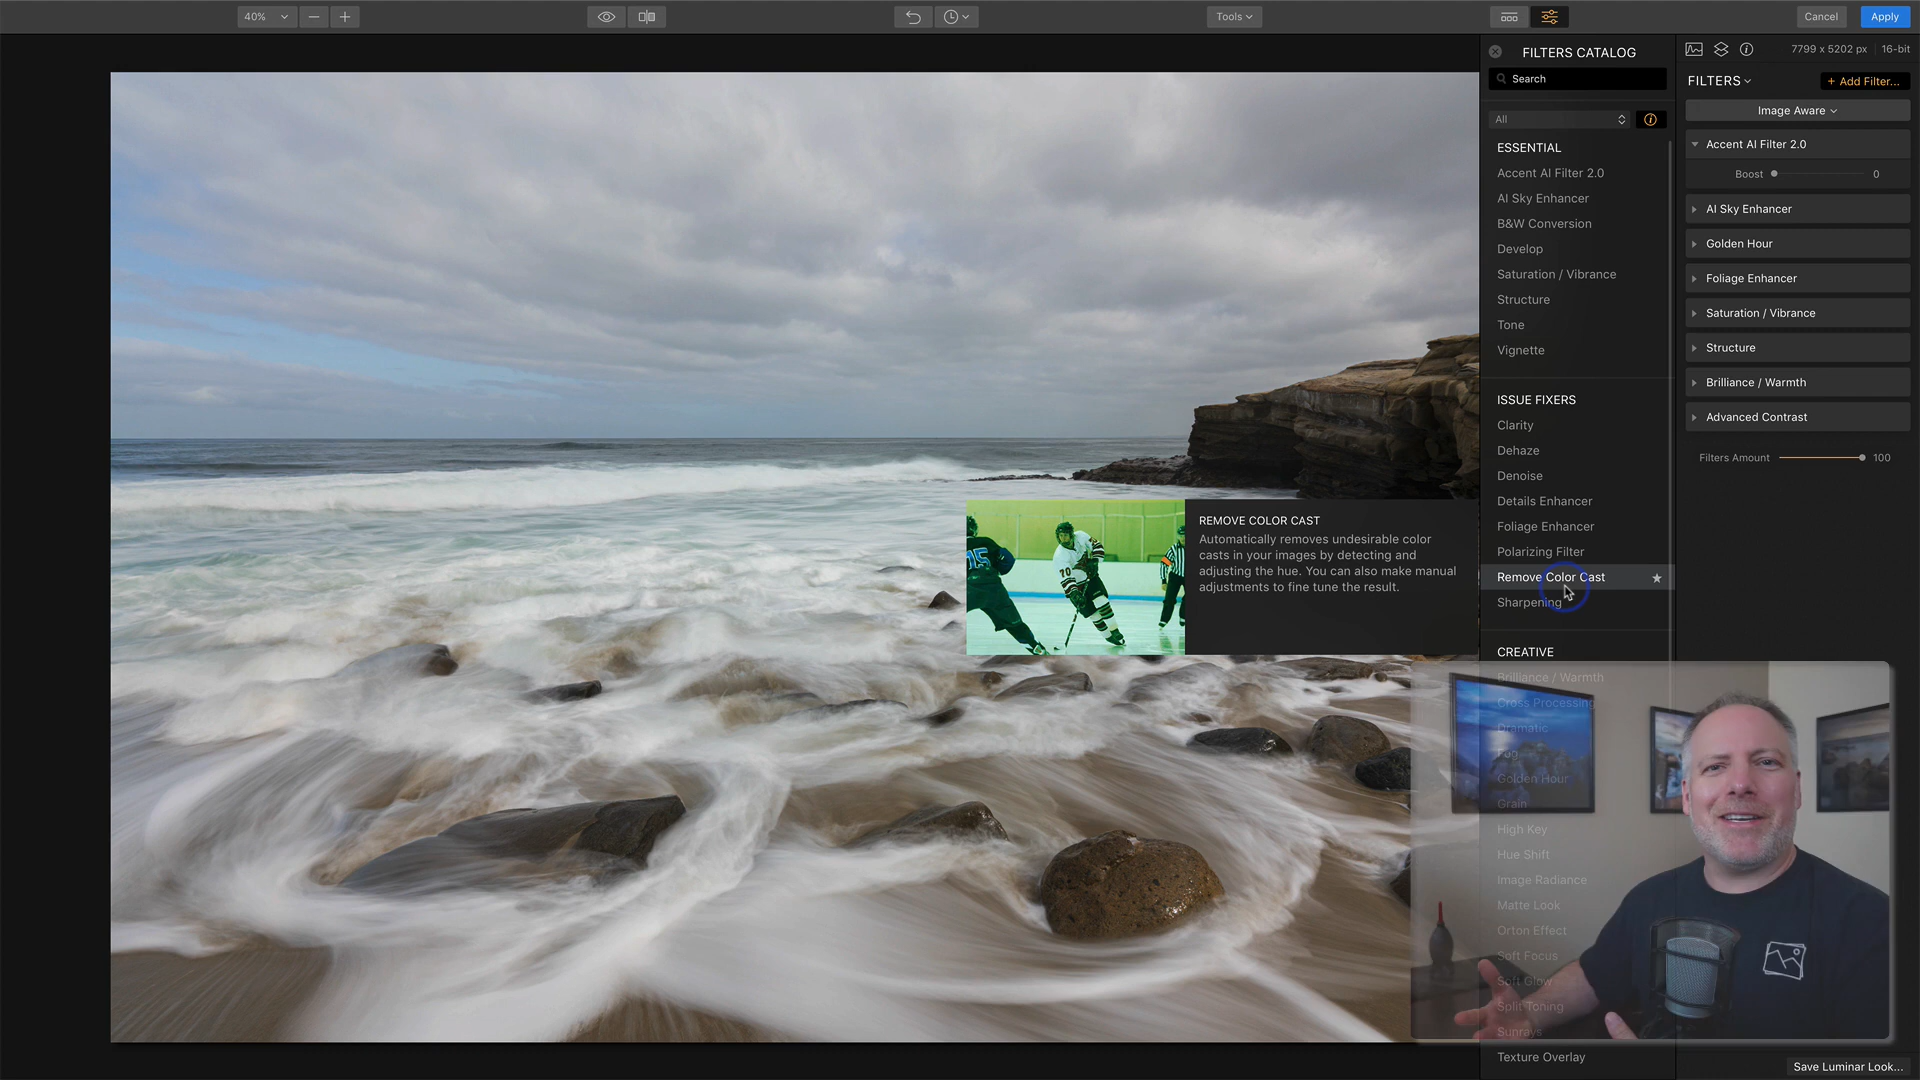 40%
Tools
Cancel
Apply
FILTERS CATALOG
Search
All
ESSENTIAL
Accent AI Filter 2.0
AI Sky Enhancer
B&W Conversion
Develop
Saturation / Vibrance
Structure
Tone
Vignette
ISSUE FIXERS
Clarity
Dehaze
Denoise
Details Enhancer
Foliage Enhancer
Polarizing Filter
Remove Color Cast
Sharpening
CREATIVE
Brilliance / Warmth
Cross Processing
Dramatic
Fog
Golden Hour
Grain
High Key
Hue Shift
Image Radiance
Matte Look
Orton Effect
Soft Focus
Soft Glow
Split Toning
Sunrays
Texture Overlay
REMOVE COLOR CAST
Automatically removes undesirable color
casts in your images by detecting and
adjusting the hue. You can also make manual
adjustments to fine tune the result.
15
70
7799 x 5202 px
16-bit
FILTERS
+ Add Filter...
Image Aware
Accent AI Filter 2.0
Boost 0
AI Sky Enhancer
Golden Hour
Foliage Enhancer
Saturation / Vibrance
Structure
Brilliance / Warmth
Advanced Contrast
Filters Amount 100
Save Luminar Look...